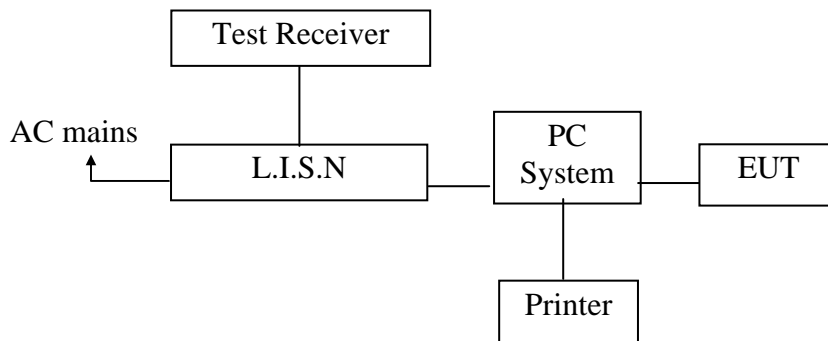 Test Receiver
AC mains
L.I.S.N
PC
System
EUT
Printer